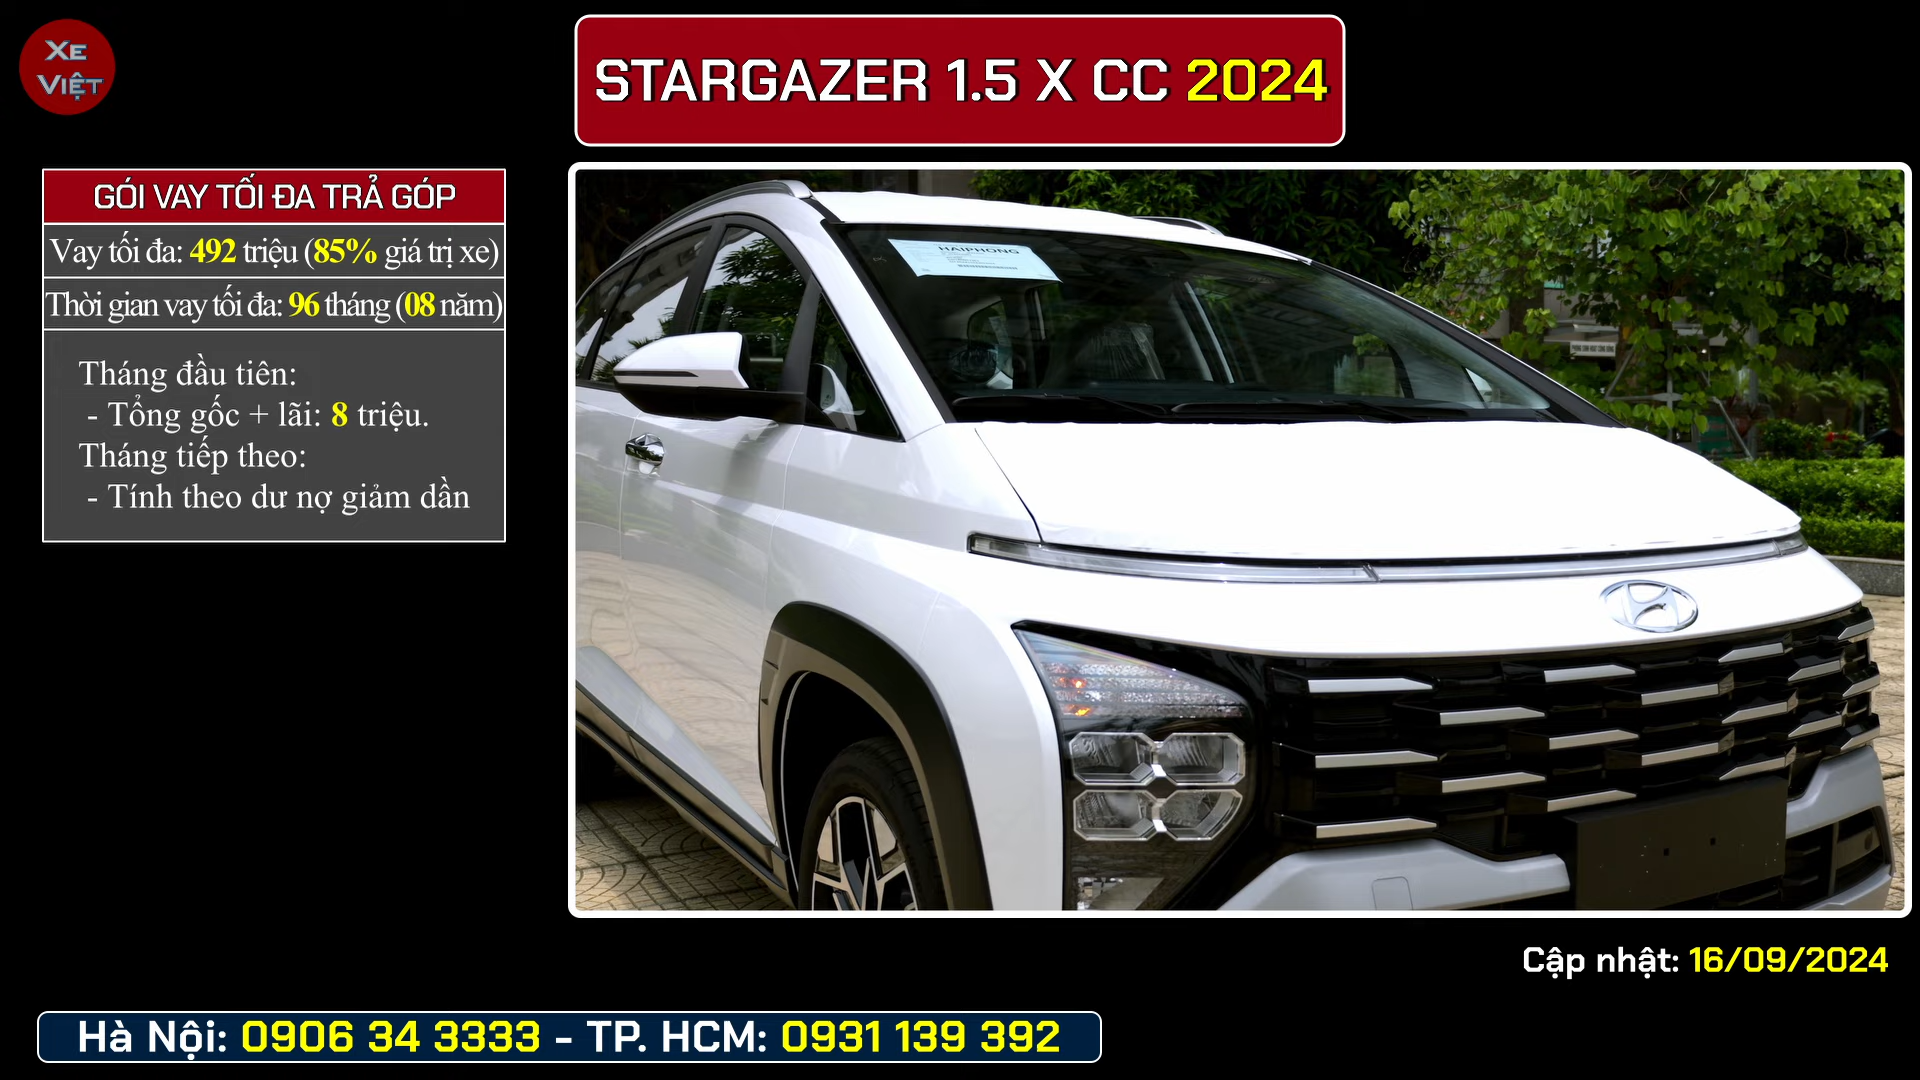 XE
VIỆT
STARGAZER 1.5 X CC 2024
GÓI VAY TỐI ĐA TRẢ GÓP
Vay tối đa: 492 triệu (85% giá trị xe)
Thời gian vay tối đa: 96 tháng (08 năm)
Tháng đầu tiên:
- Tổng gốc + lãi: 8 triệu.
Tháng tiếp theo:
- Tính theo dư nợ giảm dần
HAIPHONG
Cập nhật: 16/09/2024
Hà Nội: 0906 34 3333 - TP. HCM: 0931 139 392